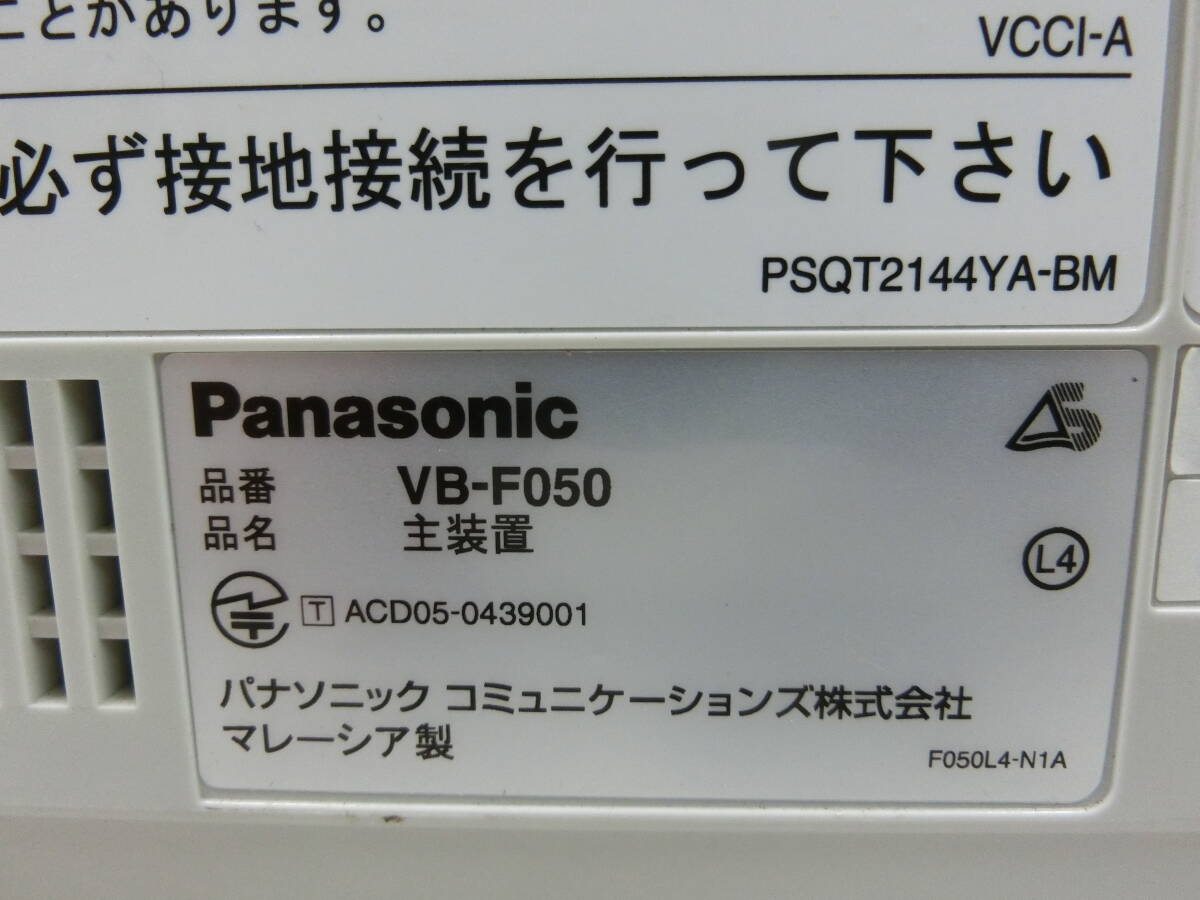 ことがあります。
VCCI-A
必ず接地接続を行って下さい
PSQT2144YA-BM
Panasonic
品番 VB-F050
品名 主装置
T ACD05-0439001
L4
パナソニック コミュニケーションズ株式会社
マレーシア製
F050L4-N1A